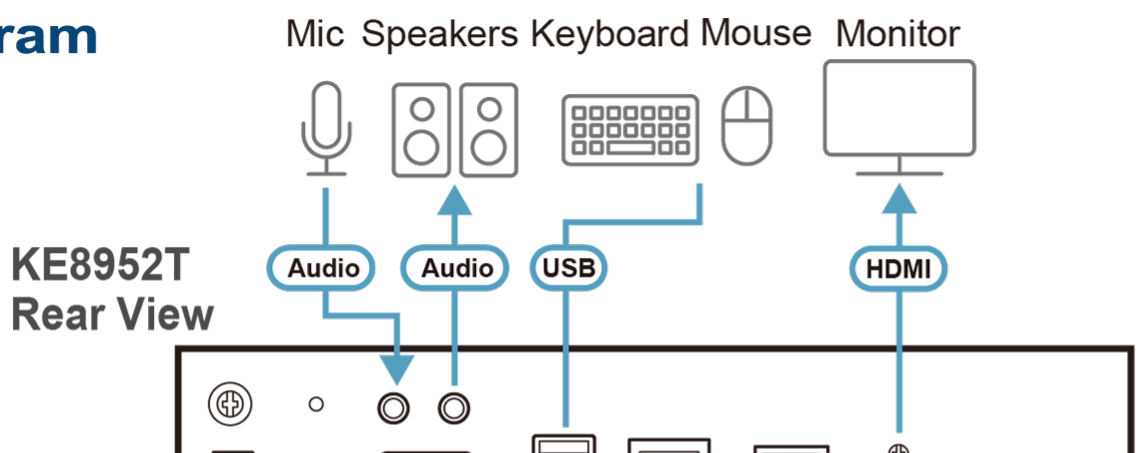 ram
Mic Speakers Keyboard Mouse Monitor
KE8952T
Rear View
Audio Audio USB HDMI